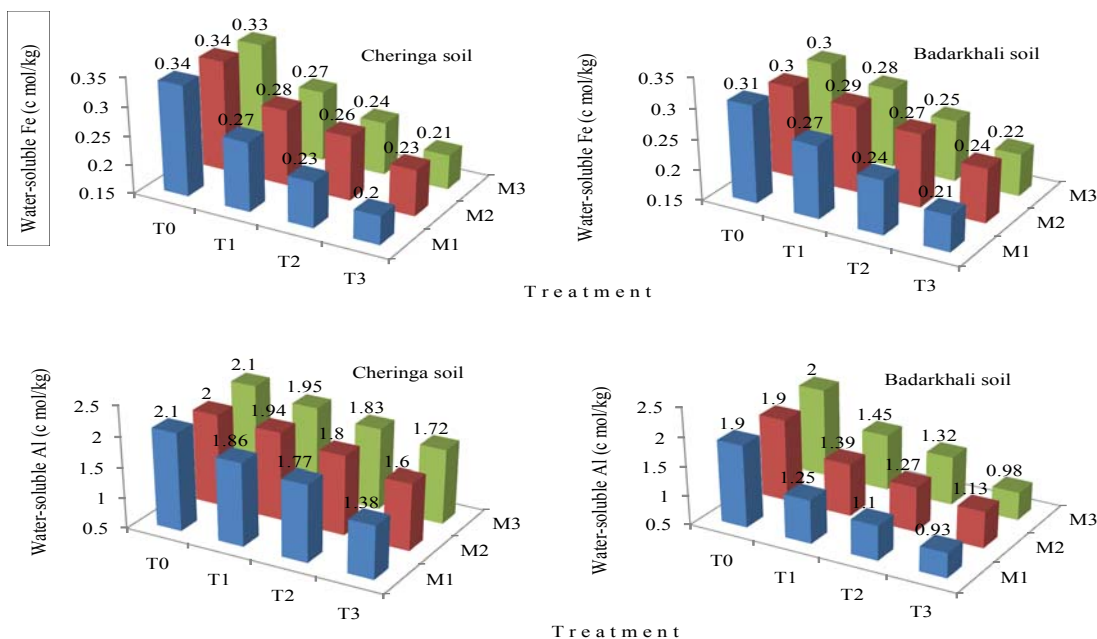 Water-soluble Fe (c mol/kg)
Cheringa soil
0.35
0.3
0.25
0.2
0.15
0.34
0.34
0.33
0.27
0.28
0.27
0.23
0.26
0.24
0.2
0.23
0.21
T0
T1
T2
T3
M1
M2
M3
Water-soluble Fe (c mol/kg)
Badarkhali soil
0.35
0.3
0.25
0.2
0.15
0.31
0.3
0.3
0.27
0.29
0.28
0.24
0.27
0.25
0.21
0.24
0.22
T0
T1
T2
T3
M1
M2
M3
Treatment
Water-soluble Al (c mol/kg)
Cheringa soil
2.5
2
1.5
1
0.5
2.1
2
2.1
1.86
1.94
1.95
1.77
1.8
1.83
1.38
1.6
1.72
T0
T1
T2
T3
M1
M2
M3
Water-soluble Al (c mol/kg)
Badarkhali soil
2.5
2
1.5
1
0.5
1.9
1.9
2
1.25
1.39
1.45
1.1
1.27
1.32
0.93
1.13
0.98
T0
T1
T2
T3
M1
M2
M3
Treatment